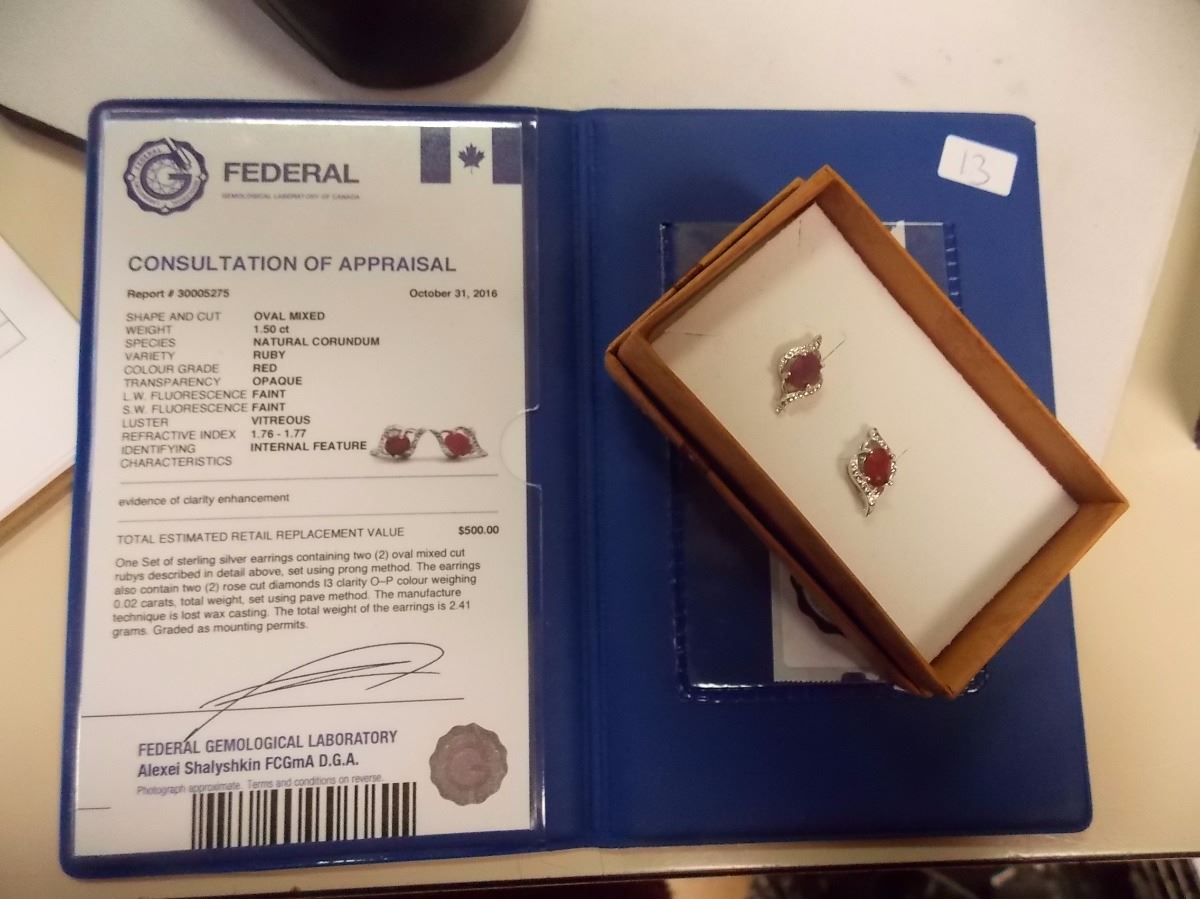 FEDERAL
GEMOLOGICAL LABORATORY OF CANADA
13
CONSULTATION OF APPRAISAL
Report # 30005275 October 31, 2016
SHAPE AND CUT OVAL MIXED
WEIGHT 1.50 ct
SPECIES NATURAL CORUNDUM
VARIETY RUBY
COLOUR GRADE RED
TRANSPARENCY OPAQUE
L.W. FLUORESCENCE FAINT
S.W. FLUORESCENCE FAINT
LUSTER VITREOUS
REFRACTIVE INDEX 1.76 - 1.77
IDENTIFYING INTERNAL FEATURE
CHARACTERISTICS
evidence of clarity enhancement
TOTAL ESTIMATED RETAIL REPLACEMENT VALUE $500.00
One Set of sterling silver earrings containing two (2) oval mixed cut
rubys described in detail above, set using prong method. The earrings
also contain two (2) rose cut diamonds I3 clarity O–P colour weighing
0.02 carats, total weight, set using pave method. The manufacture
technique is lost wax casting. The total weight of the earrings is 2.41
grams. Graded as mounting permits.
FEDERAL GEMOLOGICAL LABORATORY
Alexei Shalyshkin FCGmA D.G.A.
Photograph approximate. Terms and conditions on reverse.